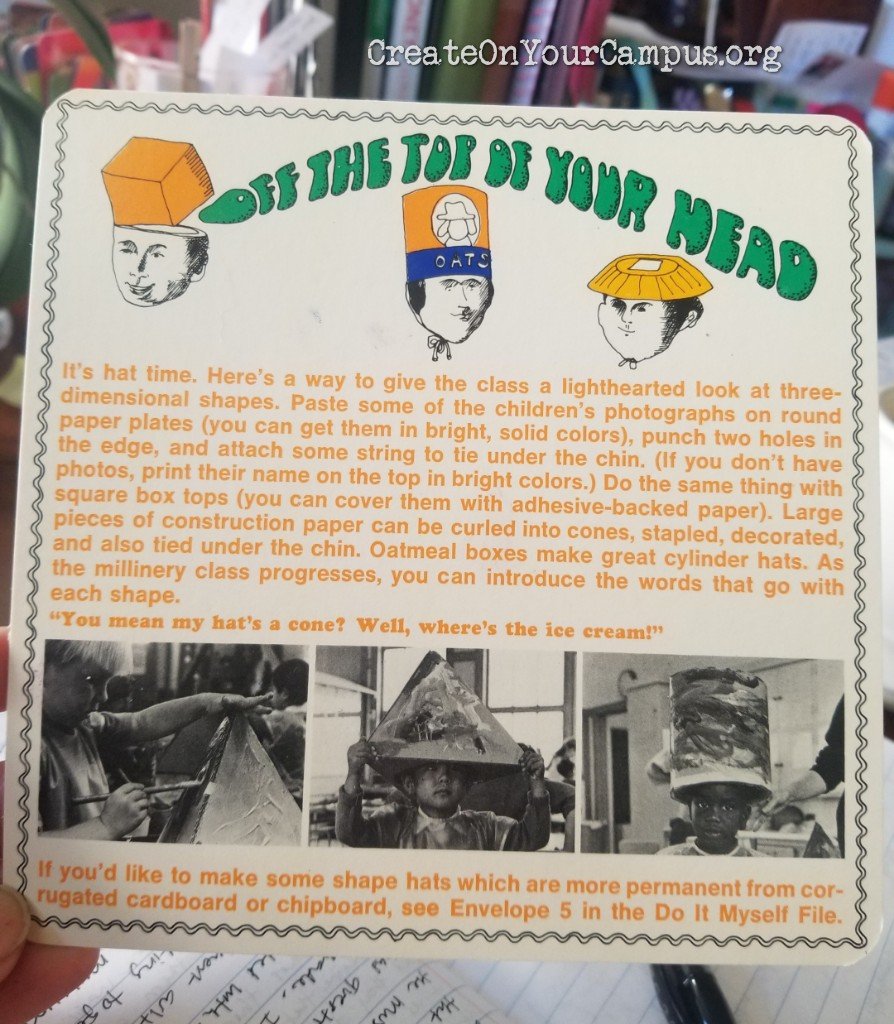 CreateOnYourCampus.org
OFF THE TOP OF YOUR HEAD
OATS
It's hat time. Here's a way to give the class a lighthearted look at three-
dimensional shapes. Paste some of the children's photographs on round
paper plates (you can get them in bright, solid colors), punch two holes in
the edge, and attach some string to tie under the chin. (If you don't have
photos, print their name on the top in bright colors.) Do the same thing with
square box tops (you can cover them with adhesive-backed paper). Large
pieces of construction paper can be curled into cones, stapled, decorated,
and also tied under the chin. Oatmeal boxes make great cylinder hats. As
the millinery class progresses, you can introduce the words that go with
each shape.
"You mean my hat's a cone? Well, where's the ice cream!"
If you'd like to make some shape hats which are more permanent from cor-
rugated cardboard or chipboard, see Envelope 5 in the Do It Myself File.